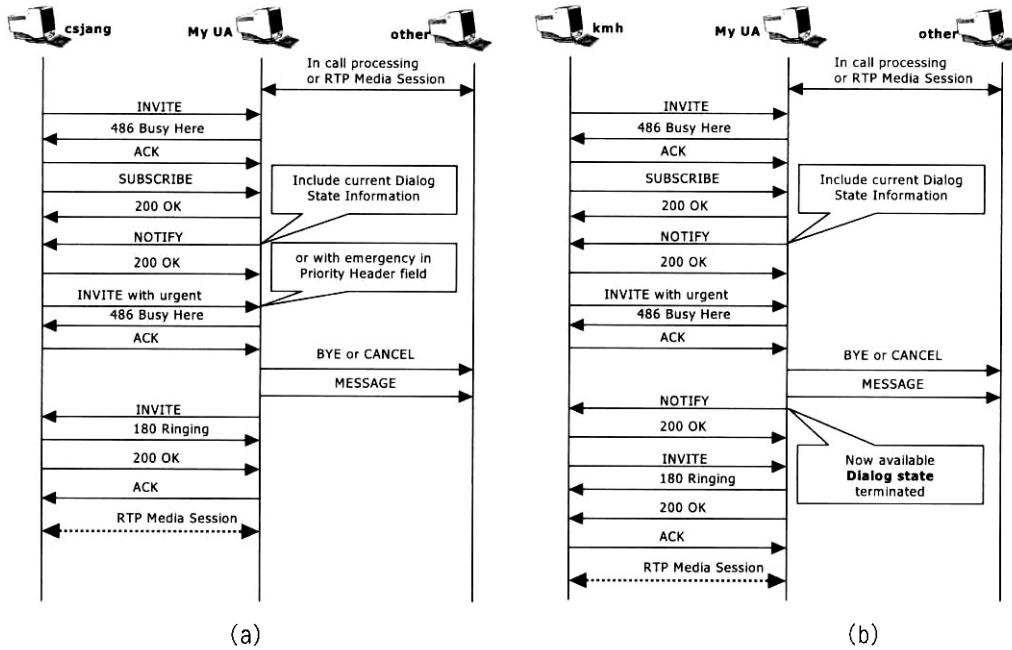 csjang
My UA
other
In call processing
or RTP Media Session
INVITE
486 Busy Here
ACK
SUBSCRIBE
Include current Dialog
State Information
200 OK
NOTIFY
or with emergency in
Priority Header field
200 OK
INVITE with urgent
486 Busy Here
ACK
BYE or CANCEL
MESSAGE
INVITE
180 Ringing
200 OK
ACK
RTP Media Session
(a)
kmh
My UA
other
In call processing
or RTP Media Session
INVITE
486 Busy Here
ACK
SUBSCRIBE
Include current Dialog
State Information
200 OK
NOTIFY
200 OK
INVITE with urgent
486 Busy Here
ACK
BYE or CANCEL
MESSAGE
NOTIFY
200 OK
Now available
Dialog state
terminated
INVITE
180 Ringing
200 OK
ACK
RTP Media Session
(b)